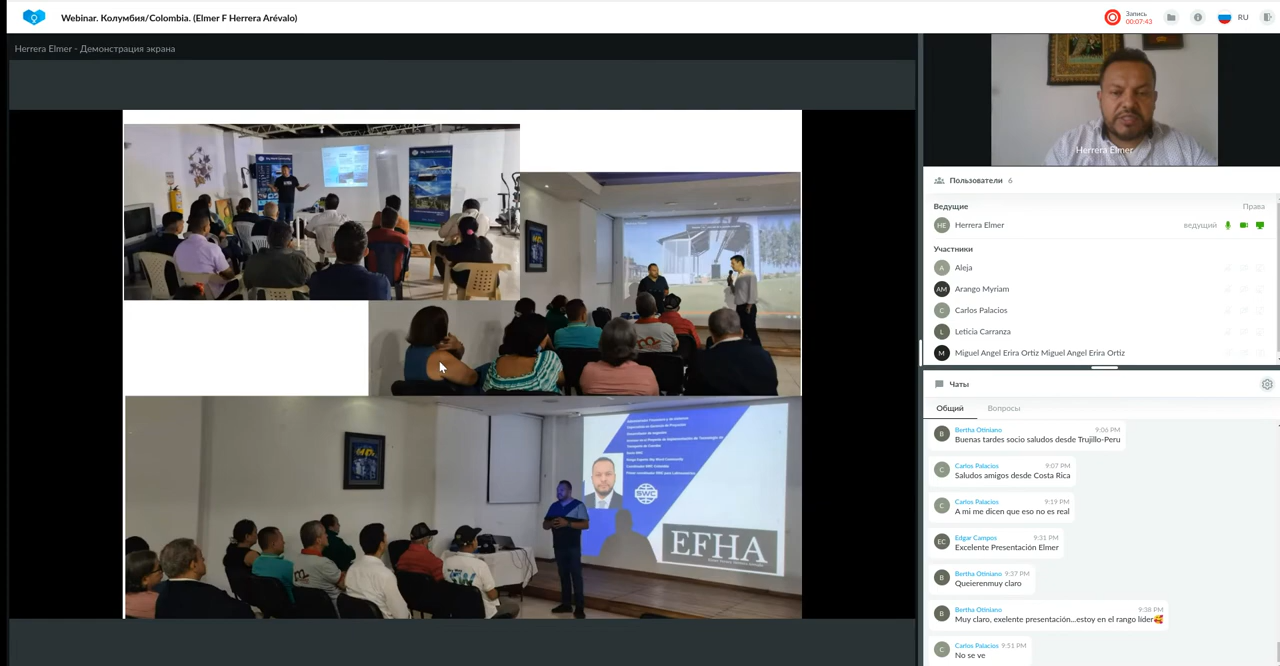 Webinar. Колумбия/Colombia. (Elmer F Herrera Arévalo)
Запись
00:07:43
RU
Herrera Elmer - Демонстрация экрана
SWC
EFHA
Herrera Elmer
Пользователи 6
Ведущие Права
HE Herrera Elmer ведущий
Участники
A Aleja
AM Arango Myriam
C Carlos Palacios
L Leticia Carranza
M Miguel Angel Erira Ortiz Miguel Angel Erira Ortiz
Чаты
Общий Вопросы
B Bertha Otiniano 9:06 PM
Buenas tardes socio saludos desde Trujillo-Peru
C Carlos Palacios 9:07 PM
Saludos amigos desde Costa Rica
C Carlos Palacios 9:19 PM
A mi me dicen que eso no es real
EC Edgar Campos 9:31 PM
Excelente Presentación Elmer
B Bertha Otiniano 9:37 PM
Queierenmuy claro
B Bertha Otiniano 9:38 PM
Muy claro, exelente presentación...estoy en el rango líder🥰
C Carlos Palacios 9:51 PM
No se ve